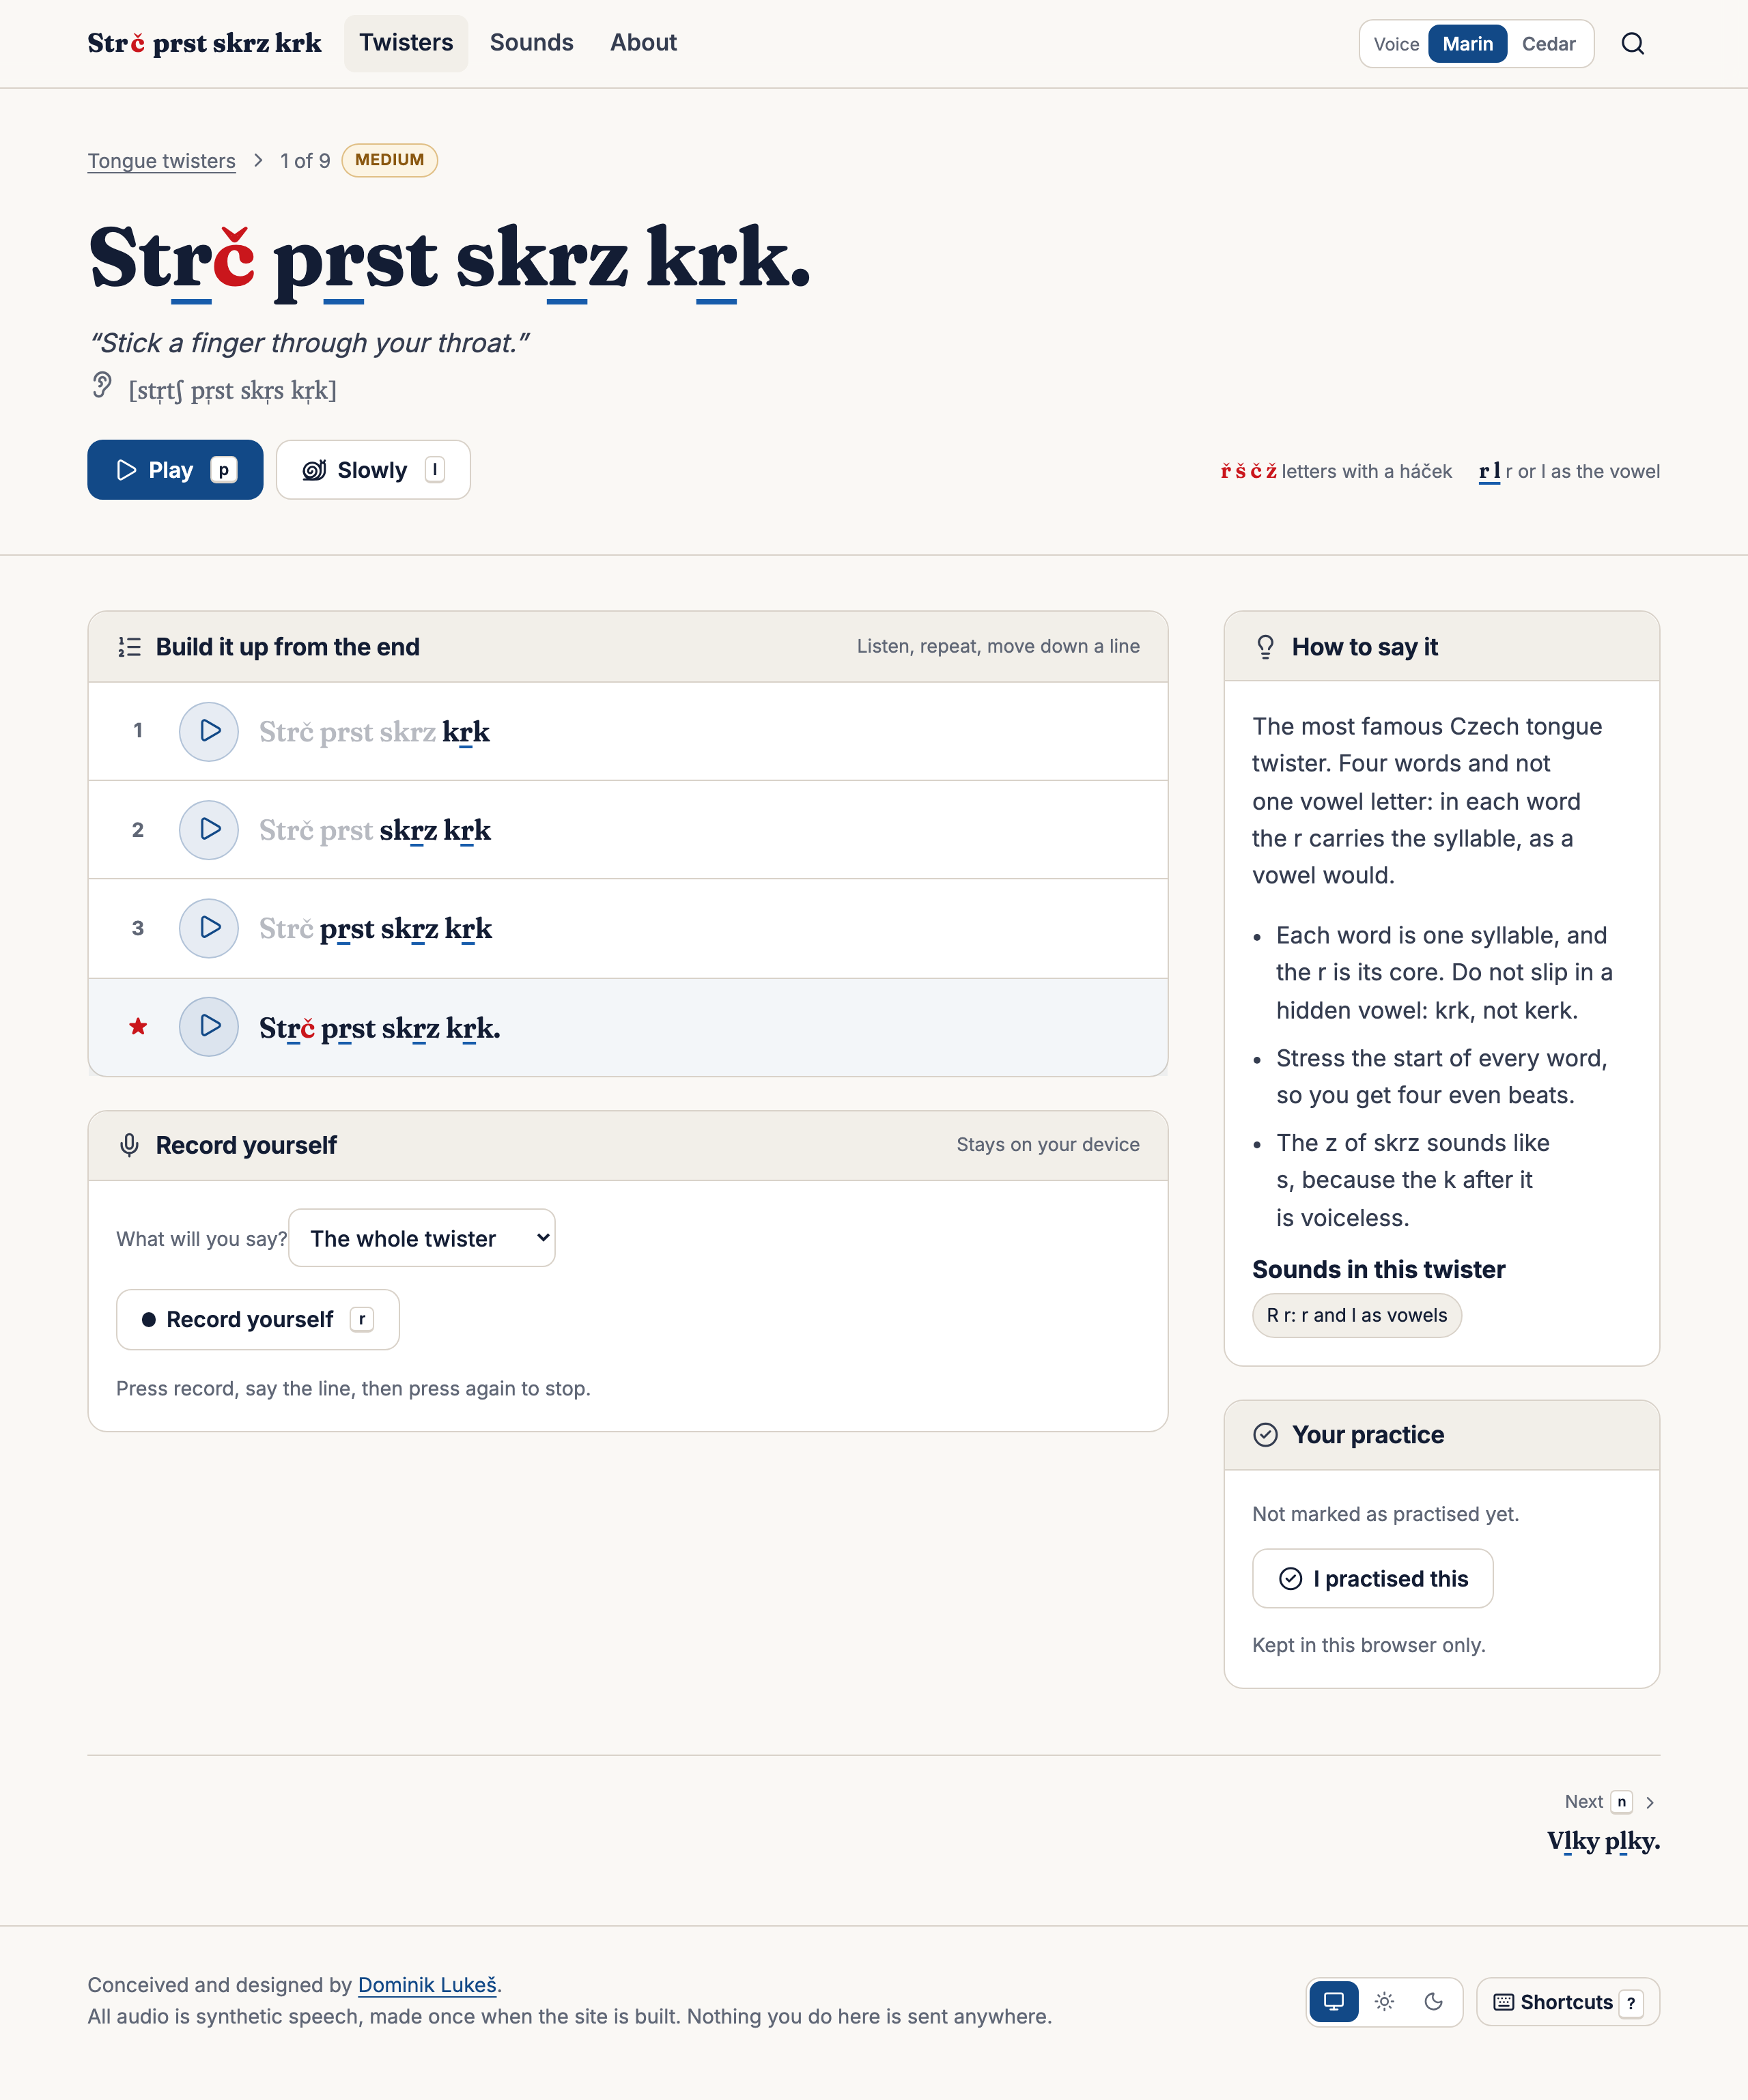 Strč prst skrz krk Twisters Sounds About Voice Marin Cedar
Tongue twisters 1 of 9 MEDIUM
Strč prst skrz krk.
“Stick a finger through your throat.”
[str̩tʃ pr̩st skr̩s kr̩k]
Play p Slowly l
ř š č ž letters with a háček r l r or l as the vowel
Build it up from the end Listen, repeat, move down a line
1 Strč prst skrz krk
2 Strč prst skrz krk
3 Strč prst skrz krk
Strč prst skrz krk.
Record yourself Stays on your device
What will you say? The whole twister
Record yourself r
Press record, say the line, then press again to stop.
How to say it
The most famous Czech tongue
twister. Four words and not
one vowel letter: in each word
the r carries the syllable, as a
vowel would.
• Each word is one syllable, and
the r is its core. Do not slip in a
hidden vowel: krk, not kerk.
• Stress the start of every word,
so you get four even beats.
• The z of skrz sounds like
s, because the k after it
is voiceless.
Sounds in this twister
R r: r and l as vowels
Your practice
Not marked as practised yet.
I practised this
Kept in this browser only.
Next n
Vlky plky.
Conceived and designed by Dominik Lukeš.
All audio is synthetic speech, made once when the site is built. Nothing you do here is sent anywhere.
Shortcuts ?